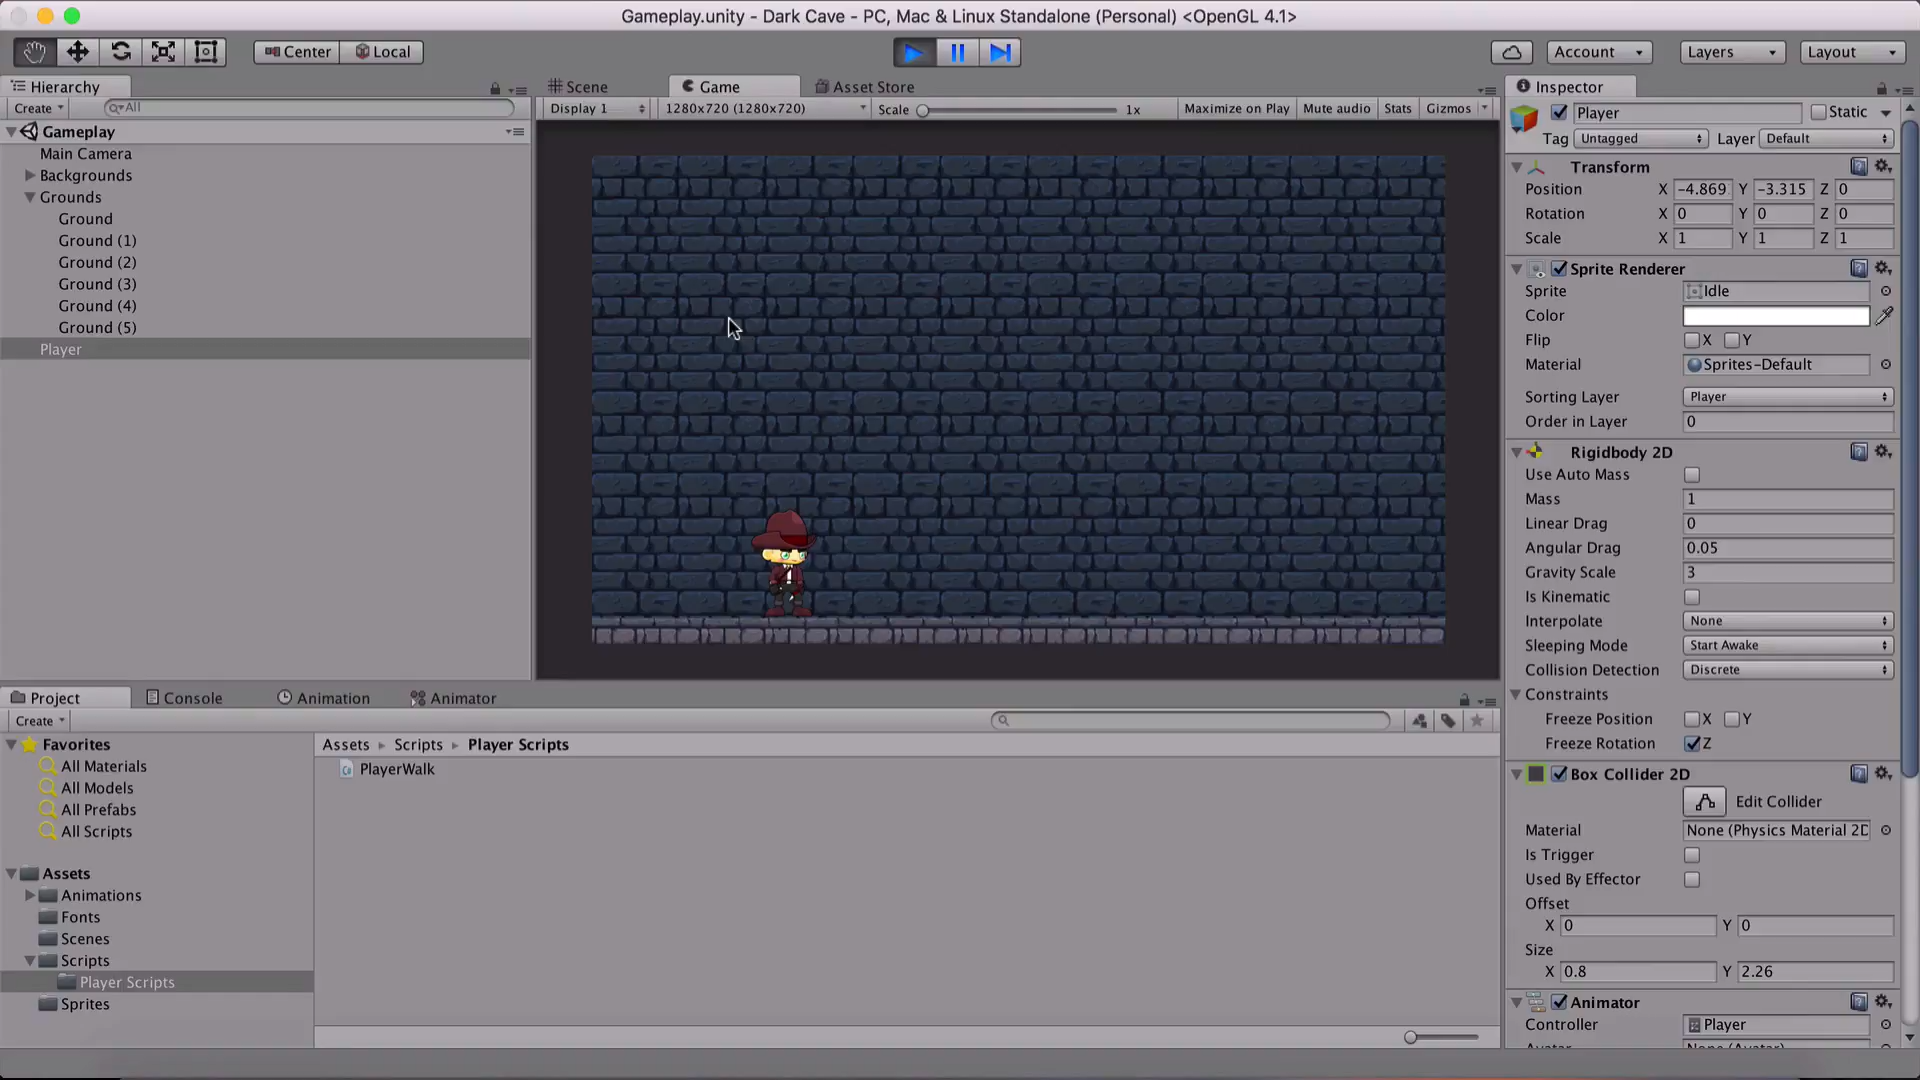 Gameplay.unity - Dark Cave - PC, Mac & Linux Standalone (Personal) <OpenGL 4.1>
Center Local
Account Layers Layout
Hierarchy
Create All
Gameplay
Main Camera
Backgrounds
Grounds
Ground
Ground (1)
Ground (2)
Ground (3)
Ground (4)
Ground (5)
Player
Scene Game Asset Store
Display 1 1280x720 (1280x720) Scale 1x Maximize on Play Mute audio Stats Gizmos
Inspector
Player Static
Tag Untagged Layer Default
Transform
Position X -4.869 Y -3.315 Z 0
Rotation X 0 Y 0 Z 0
Scale X 1 Y 1 Z 1
Sprite Renderer
Sprite Idle
Color
Flip X Y
Material Sprites-Default
Sorting Layer Player
Order in Layer 0
Rigidbody 2D
Use Auto Mass
Mass 1
Linear Drag 0
Angular Drag 0.05
Gravity Scale 3
Is Kinematic
Interpolate None
Sleeping Mode Start Awake
Collision Detection Discrete
Constraints
Freeze Position X Y
Freeze Rotation Z
Box Collider 2D
Edit Collider
Material None (Physics Material 2D
Is Trigger
Used By Effector
Offset
X 0 Y 0
Size
X 0.8 Y 2.26
Animator
Controller Player
Avatar None (Avatar)
Project Console Animation Animator
Create
Favorites
All Materials
All Models
All Prefabs
All Scripts
Assets
Animations
Fonts
Scenes
Scripts
Player Scripts
Sprites
Assets Scripts Player Scripts
PlayerWalk